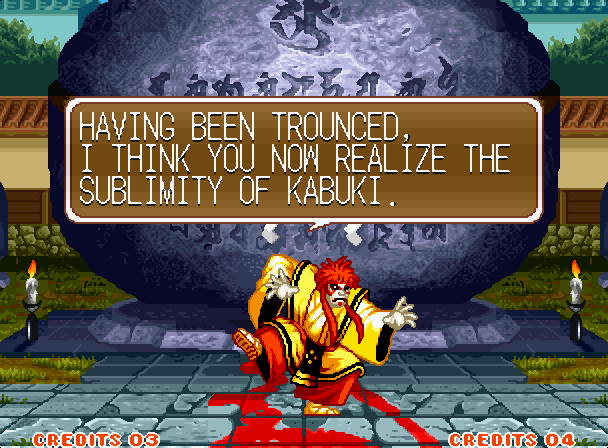 HAVING BEEN TROUNCED,
I THINK YOU NOW REALIZE THE
SUBLIMITY OF KABUKI.
CREDITS 03
CREDITS 04